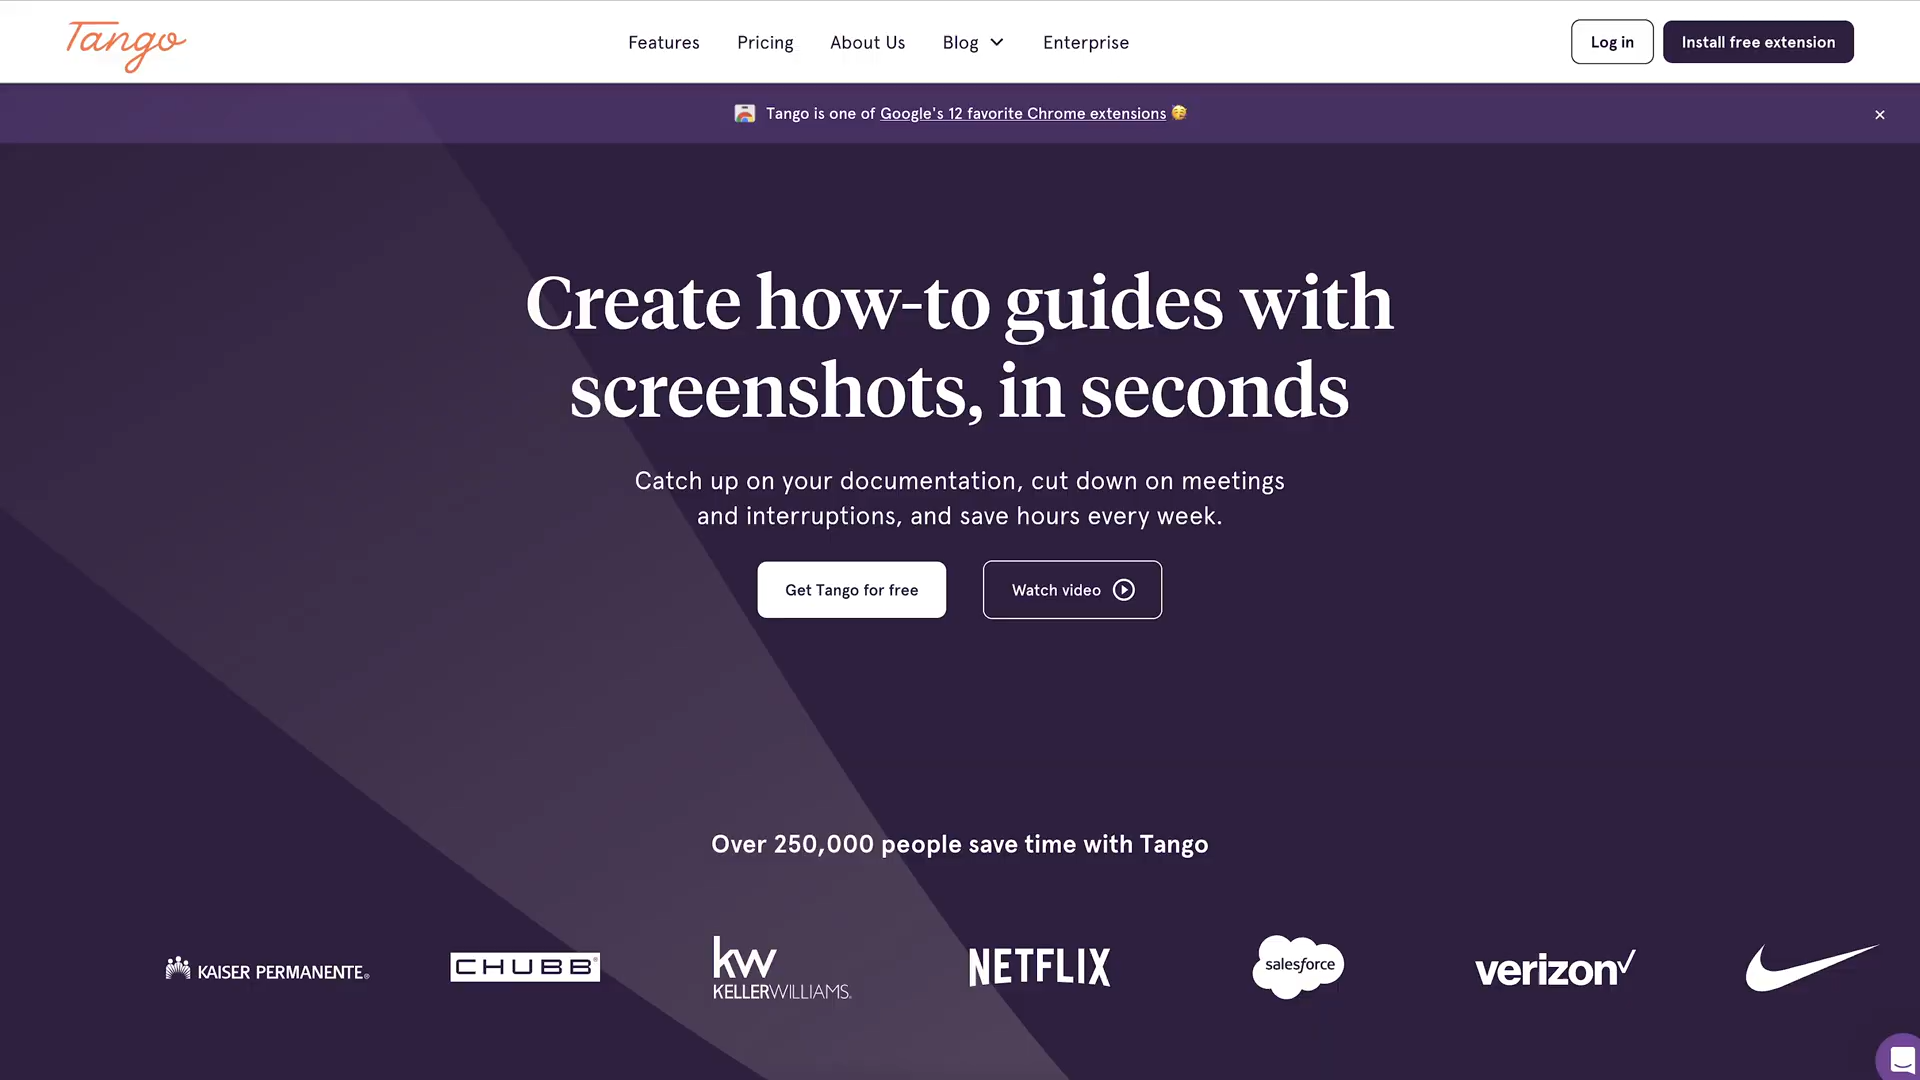 Tango
Features
Pricing
About Us
Blog
Enterprise
Log in
Install free extension
Tango is one of Google's 12 favorite Chrome extensions
Create how-to guides with
screenshots, in seconds
Catch up on your documentation, cut down on meetings
and interruptions, and save hours every week.
Get Tango for free
Watch video
Over 250,000 people save time with Tango
KAISER PERMANENTE®
CHUBB®
kw
KELLERWILLIAMS.
NETFLIX
salesforce
verizon✓